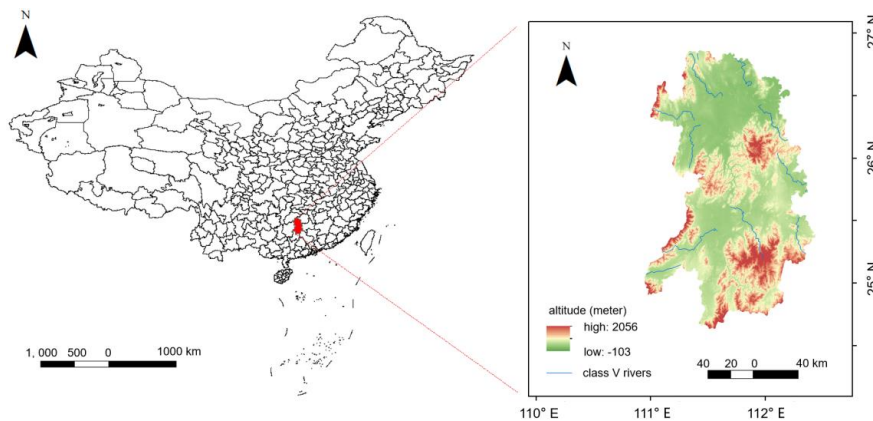 N
1, 000 500 0 1000 km
N
27° N
26° N
25° N
altitude (meter)
high: 2056
low: -103
class V rivers
40 20 0 40 km
110° E 111° E 112° E